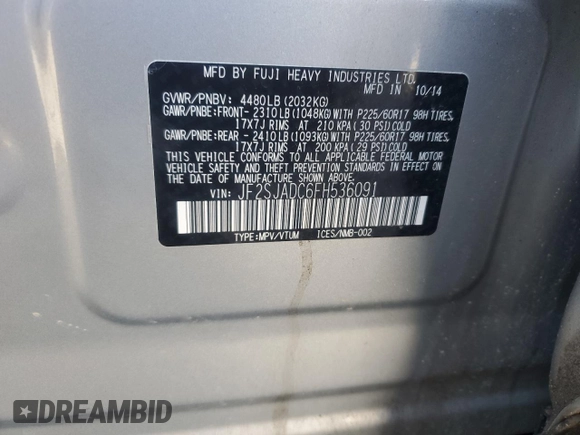 MFD BY FUJI HEAVY INDUSTRIES LTD.
MFD IN 10/14
GVWR/PNBV: 4480LB(2032KG)
GAWR/PNBE:FRONT-2310LB(1048KG)WITH P225/60R17 98H TIRES,
17X7J RIMS AT 210 KPA(30 PSI)COLD
GAWR/PNBE:REAR -2410LB(1093KG)WITH P225/60R17 98H TIRES,
17X7J RIMS AT 200 KPA(29 PSI)COLD
THIS VEHICLE CONFORMS TO ALL APPLICABLE FEDERAL MOTOR
VEHICLE SAFETY AND BUMPER STANDARDS IN EFFECT ON
THE DATE OF MANUFACTURE SHOWN ABOVE.
VIN: JF2SJADC6FH536091
TYPE:MPV/VTUM ICES/NMB-002
DREAMBID